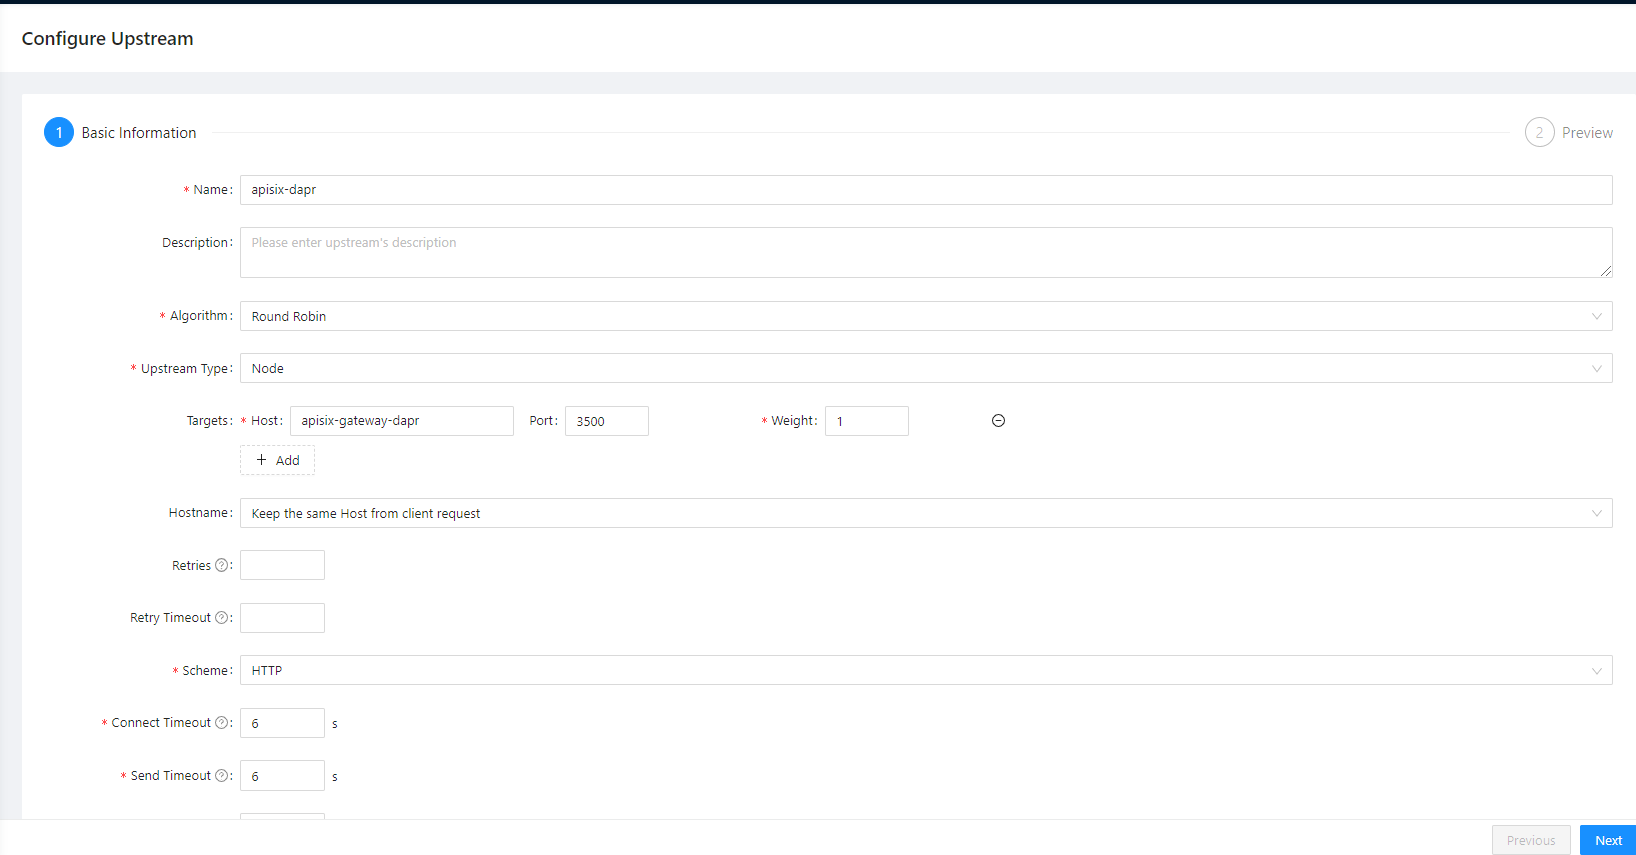 Configure Upstream
1 Basic Information
2 Preview
* Name: apisix-dapr
Description: Please enter upstream's description
* Algorithm: Round Robin
* Upstream Type: Node
Targets: * Host: apisix-gateway-dapr Port: 3500 * Weight: 1
+ Add
Hostname: Keep the same Host from client request
Retries ? :
Retry Timeout ? :
* Scheme: HTTP
* Connect Timeout ? : 6 s
* Send Timeout ? : 6 s
Previous Next